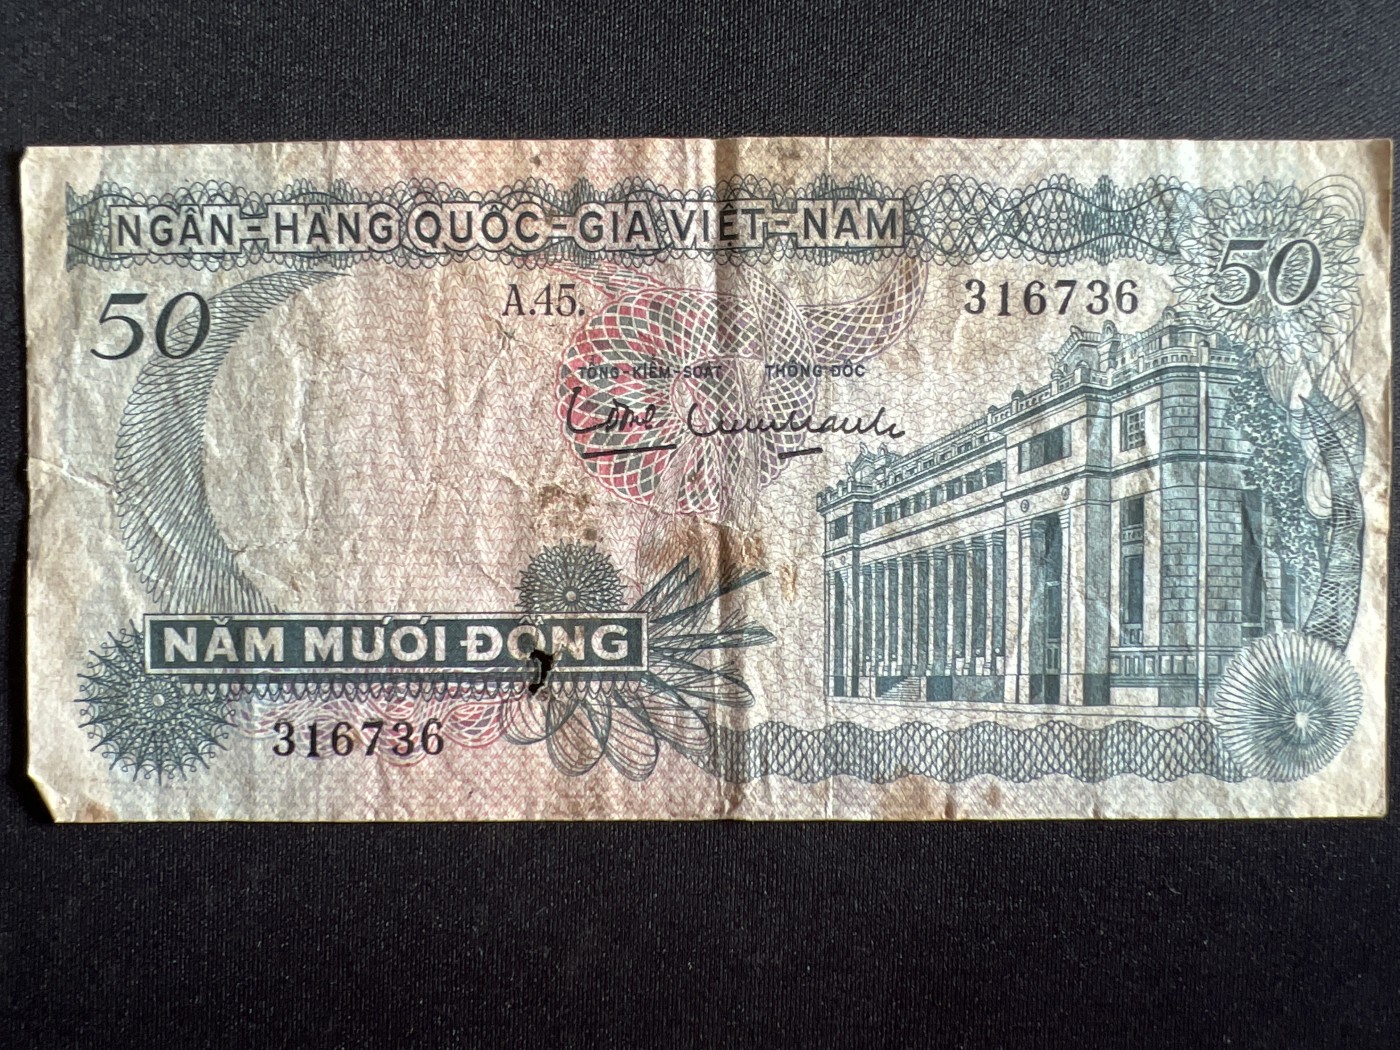 NGÂN-HÀNG QUỐC-GIA VIỆT-NAM
50
50
A.45.
316736
TỔNG-KIỂM-SOÁT THỐNG ĐỐC
NĂM MƯƠI ĐỒNG
316736